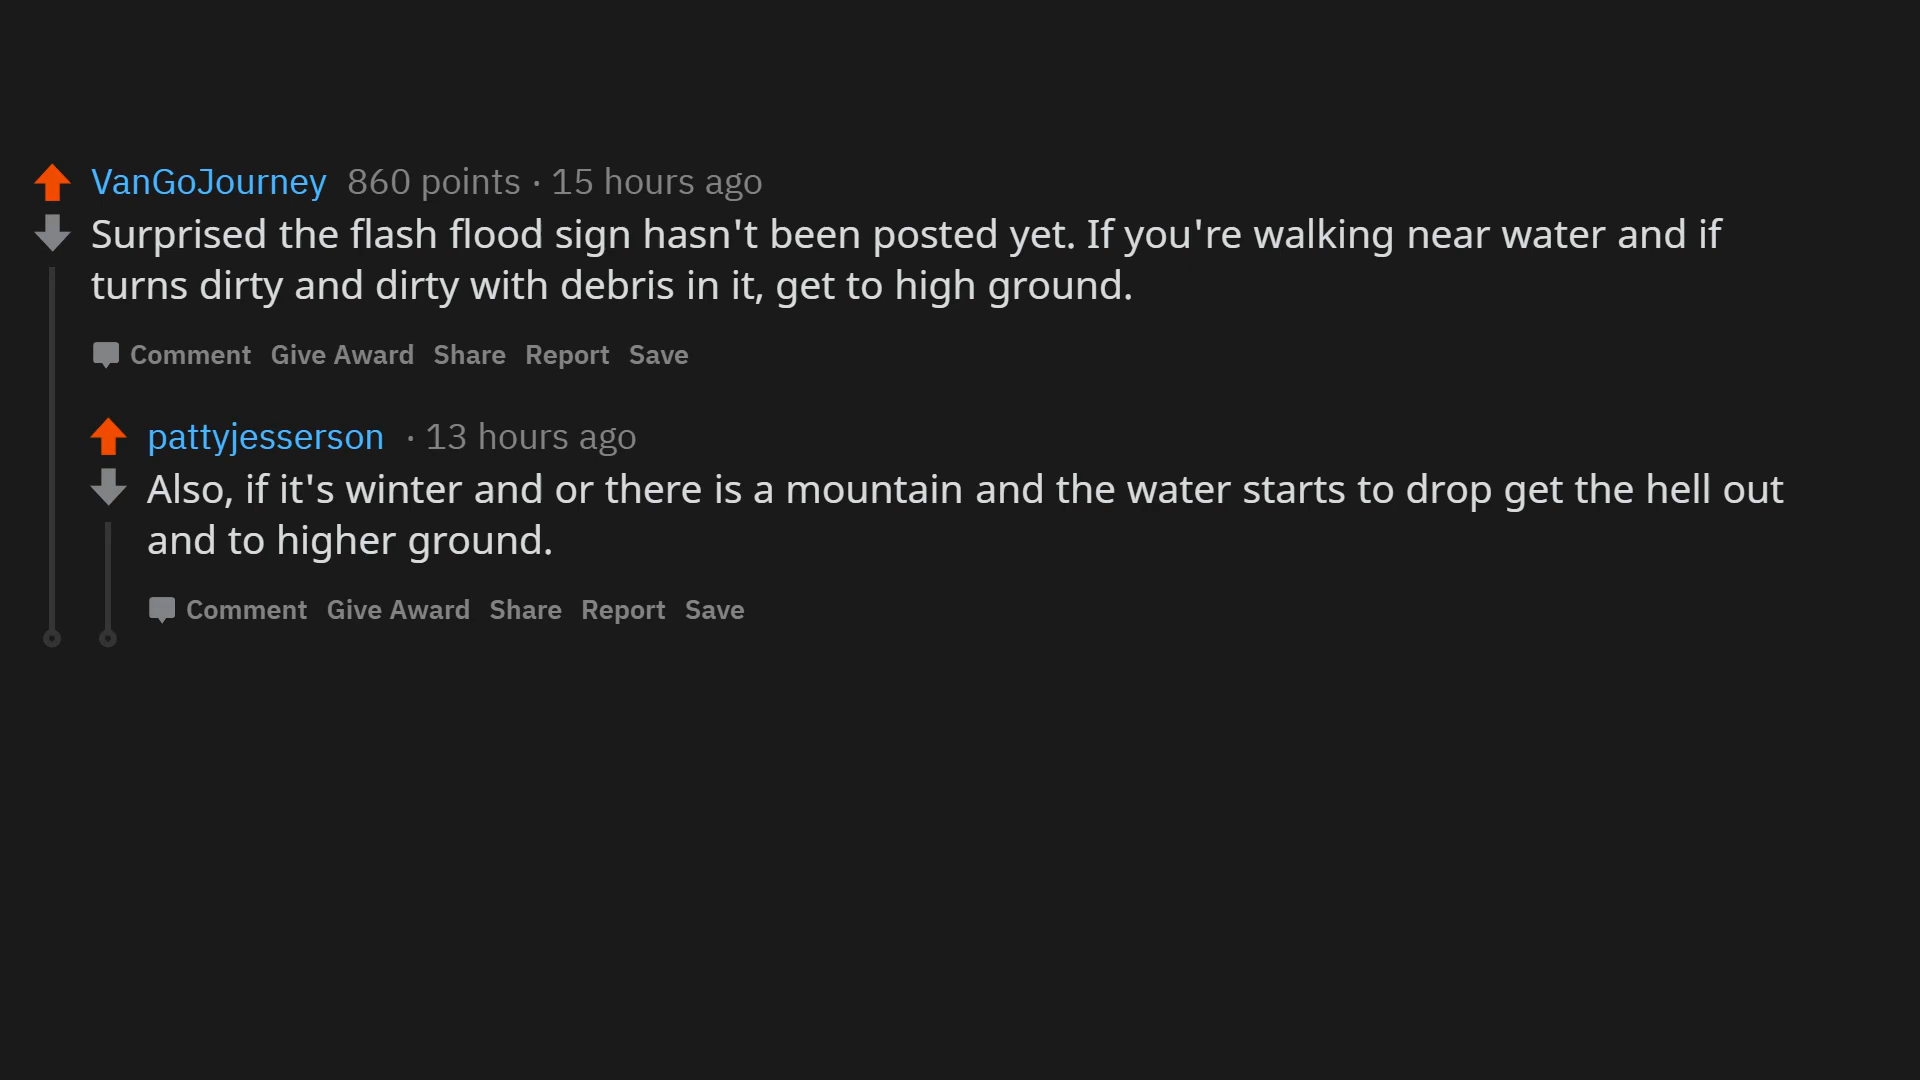 VanGoJourney 860 points · 15 hours ago
Surprised the flash flood sign hasn't been posted yet. If you're walking near water and if
turns dirty and dirty with debris in it, get to high ground.
Comment Give Award Share Report Save
pattyjesserson · 13 hours ago
Also, if it's winter and or there is a mountain and the water starts to drop get the hell out
and to higher ground.
Comment Give Award Share Report Save